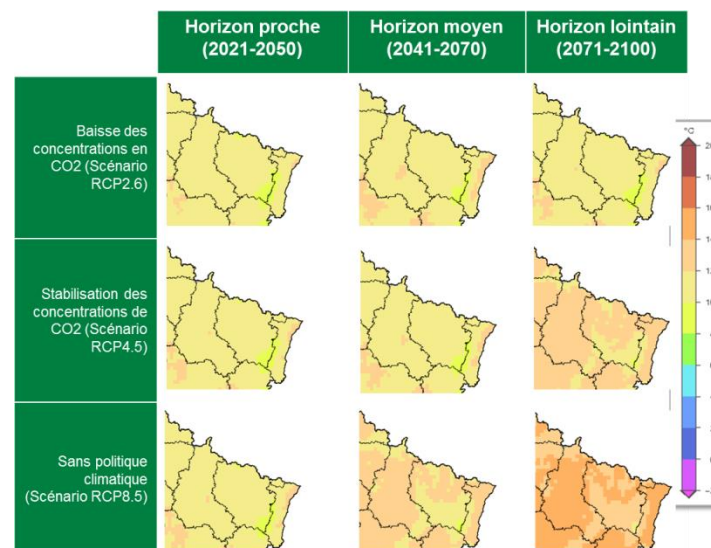 Horizon proche
(2021-2050)
Horizon moyen
(2041-2070)
Horizon lointain
(2071-2100)
Baisse des
concentrations en
CO2 (Scénario
RCP2.6)
Stabilisation des
concentrations de
CO2 (Scénario
RCP4.5)
Sans politique
climatique
(Scénario RCP8.5)
°C